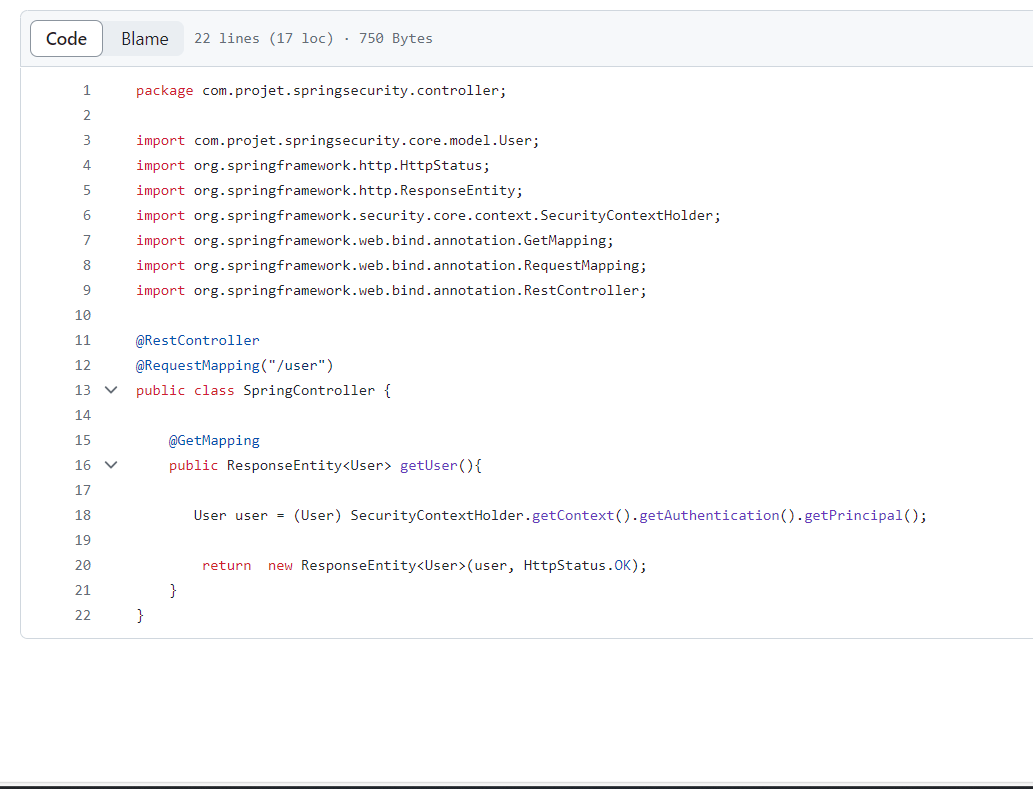 Code Blame 22 lines (17 loc) · 750 Bytes
1 package com.projet.springsecurity.controller;
2
3 import com.projet.springsecurity.core.model.User;
4 import org.springframework.http.HttpStatus;
5 import org.springframework.http.ResponseEntity;
6 import org.springframework.security.core.context.SecurityContextHolder;
7 import org.springframework.web.bind.annotation.GetMapping;
8 import org.springframework.web.bind.annotation.RequestMapping;
9 import org.springframework.web.bind.annotation.RestController;
10
11 @RestController
12 @RequestMapping("/user")
13 public class SpringController {
14
15 @GetMapping
16 public ResponseEntity<User> getUser(){
17
18 User user = (User) SecurityContextHolder.getContext().getAuthentication().getPrincipal();
19
20 return  new ResponseEntity<User>(user, HttpStatus.OK);
21 }
22 }